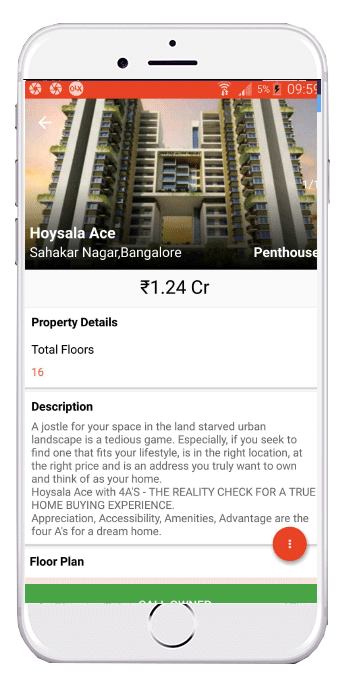 OLX 5% 09:59
1/1
Hoysala Ace
Sahakar Nagar,Bangalore Penthouse
₹1.24 Cr
Property Details
Total Floors
16
Description
A jostle for your space in the land starved urban
landscape is a tedious game. Especially, if you seek to
find one that fits your lifestyle, is in the right location, at
the right price and is an address you truly want to own
and think of as your home.
Hoysala Ace with 4A'S - THE REALITY CHECK FOR A TRUE
HOME BUYING EXPERIENCE.
Appreciation, Accessibility, Amenities, Advantage are the
four A's for a dream home.
Floor Plan
CALL OWNER